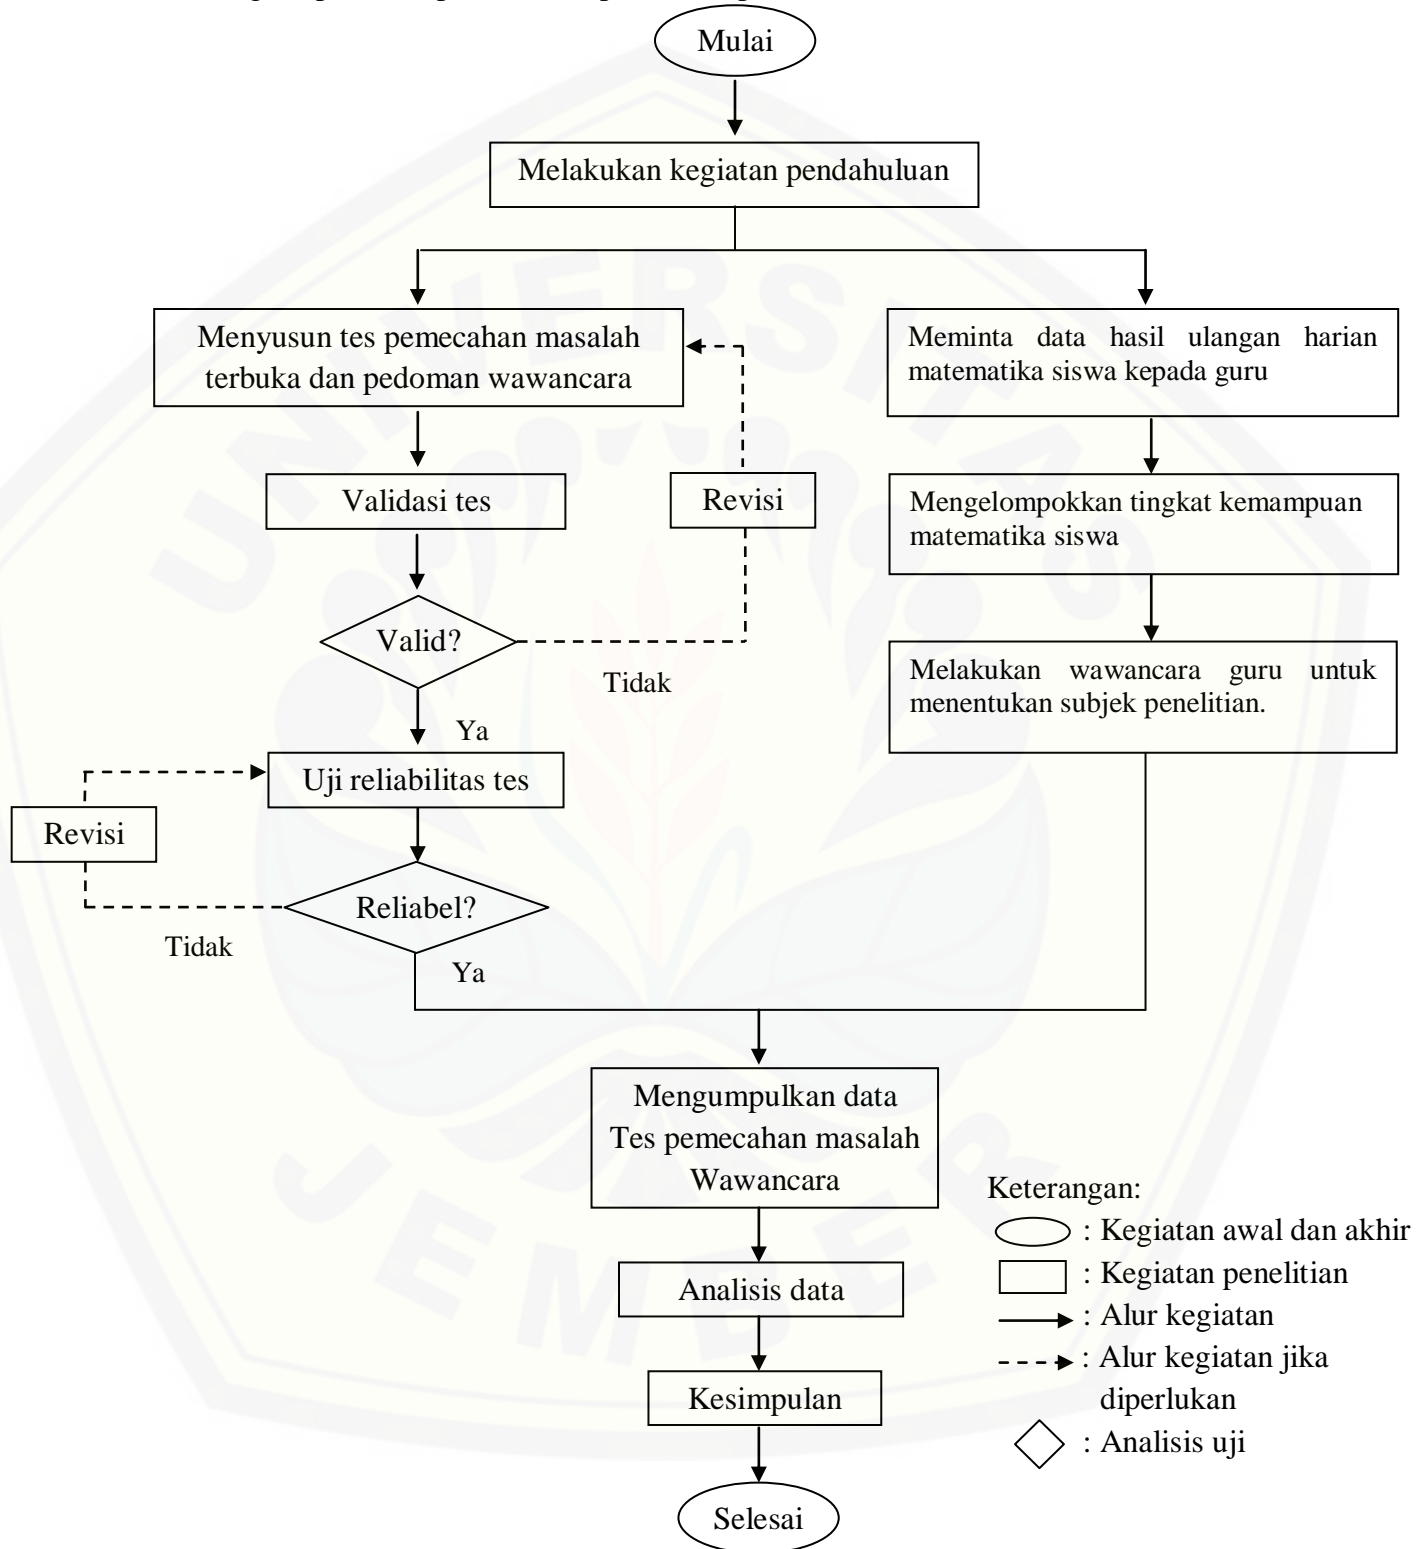 Mulai
Melakukan kegiatan pendahuluan
Menyusun tes pemecahan masalah
terbuka dan pedoman wawancara
Meminta data hasil ulangan harian
matematika siswa kepada guru
Validasi tes
Revisi
Mengelompokkan tingkat kemampuan
matematika siswa
Valid?
Tidak
Ya
Melakukan wawancara guru untuk
menentukan subjek penelitian.
Uji reliabilitas tes
Revisi
Reliabel?
Tidak
Ya
Mengumpulkan data
Tes pemecahan masalah
Wawancara
Analisis data
Kesimpulan
Selesai
Keterangan:
: Kegiatan awal dan akhir
: Kegiatan penelitian
: Alur kegiatan
: Alur kegiatan jika
diperlukan
: Analisis uji
UNIVERSITAS
JEMBER